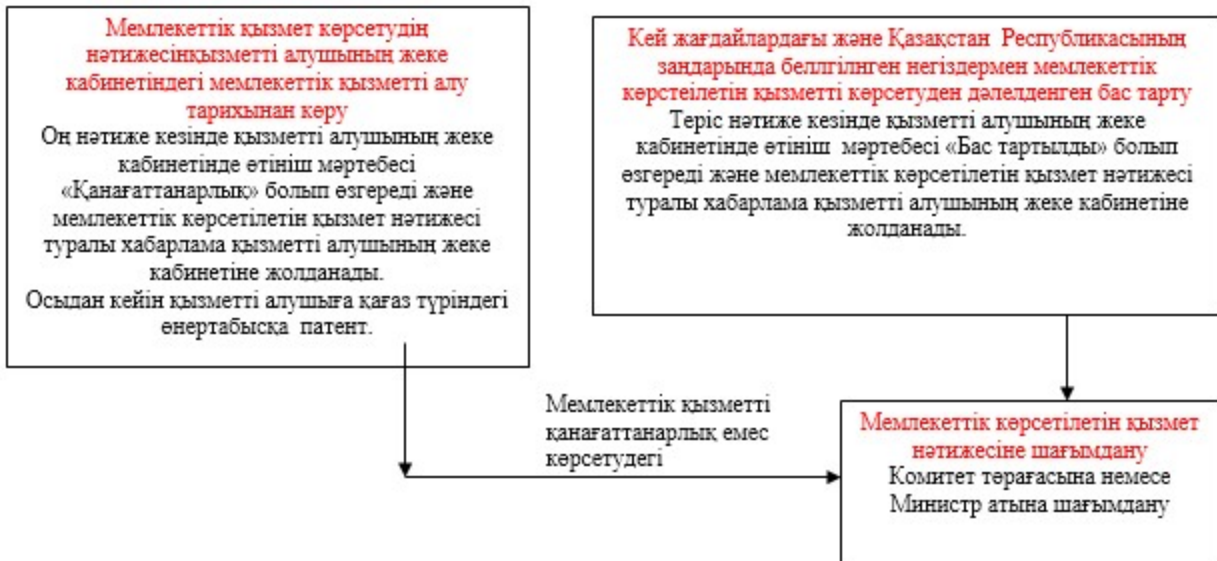 Мемлекеттік қызмет көрсетудің
нәтижесінқызметті алушының жеке
кабинетіндегі мемлекеттік қызметті алу
тарихынан көру
Оң нәтиже кезінде қызметті алушының жеке
кабинетінде өтініш мәртебесі
«Қанағаттанарлық» болып өзгереді және
мемлекеттік көрсетілетін қызмет нәтижесі
туралы хабарлама қызметті алушының жеке
кабинетіне жолданады.
Осыдан кейін қызметті алушыға қағаз түріндегі
өнертабысқа патент.
Кей жағдайлардағы және Қазақстан Республикасының
заңдарында беллгілнген негіздермен мемлекеттік
көрстеілетін қызметті көрсетуден дәлелденген бас тарту
Теріс нәтиже кезінде қызметті алушының жеке
кабинетінде өтініш мәртебесі «Бас тартылды» болып
өзгереді және мемлекеттік көрсетілетін қызмет нәтижесі
туралы хабарлама қызметті алушының жеке кабинетіне
жолданады.
Мемлекеттік қызметті
қанағаттанарлық емес
көрсетудегі
Мемлекеттік көрсетілетін қызмет
нәтижесіне шағымдану
Комитет төрағасына немесе
Министр атына шағымдану